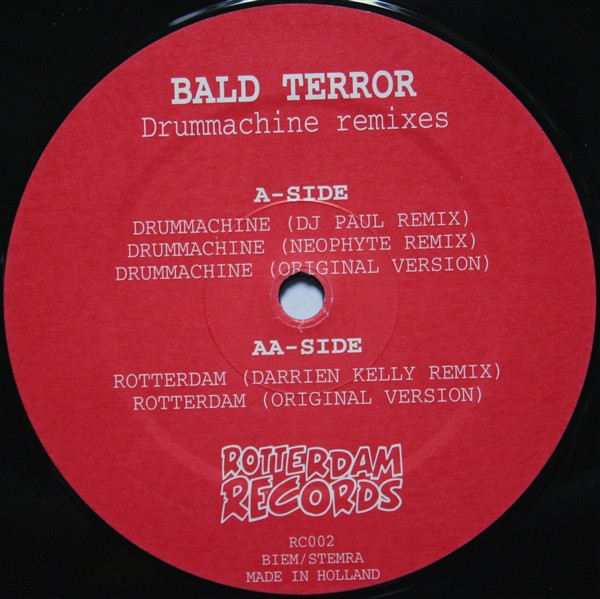 BALD TERROR
Drummachine remixes
A-SIDE
DRUMMACHINE (DJ PAUL REMIX)
DRUMMACHINE (NEOPHYTE REMIX)
DRUMMACHINE (ORIGINAL VERSION)
AA-SIDE
ROTTERDAM (DARRIEN KELLY REMIX)
ROTTERDAM (ORIGINAL VERSION)
ROTTERDAM
RECORDS
RC002
BIEM/STEMRA
MADE IN HOLLAND